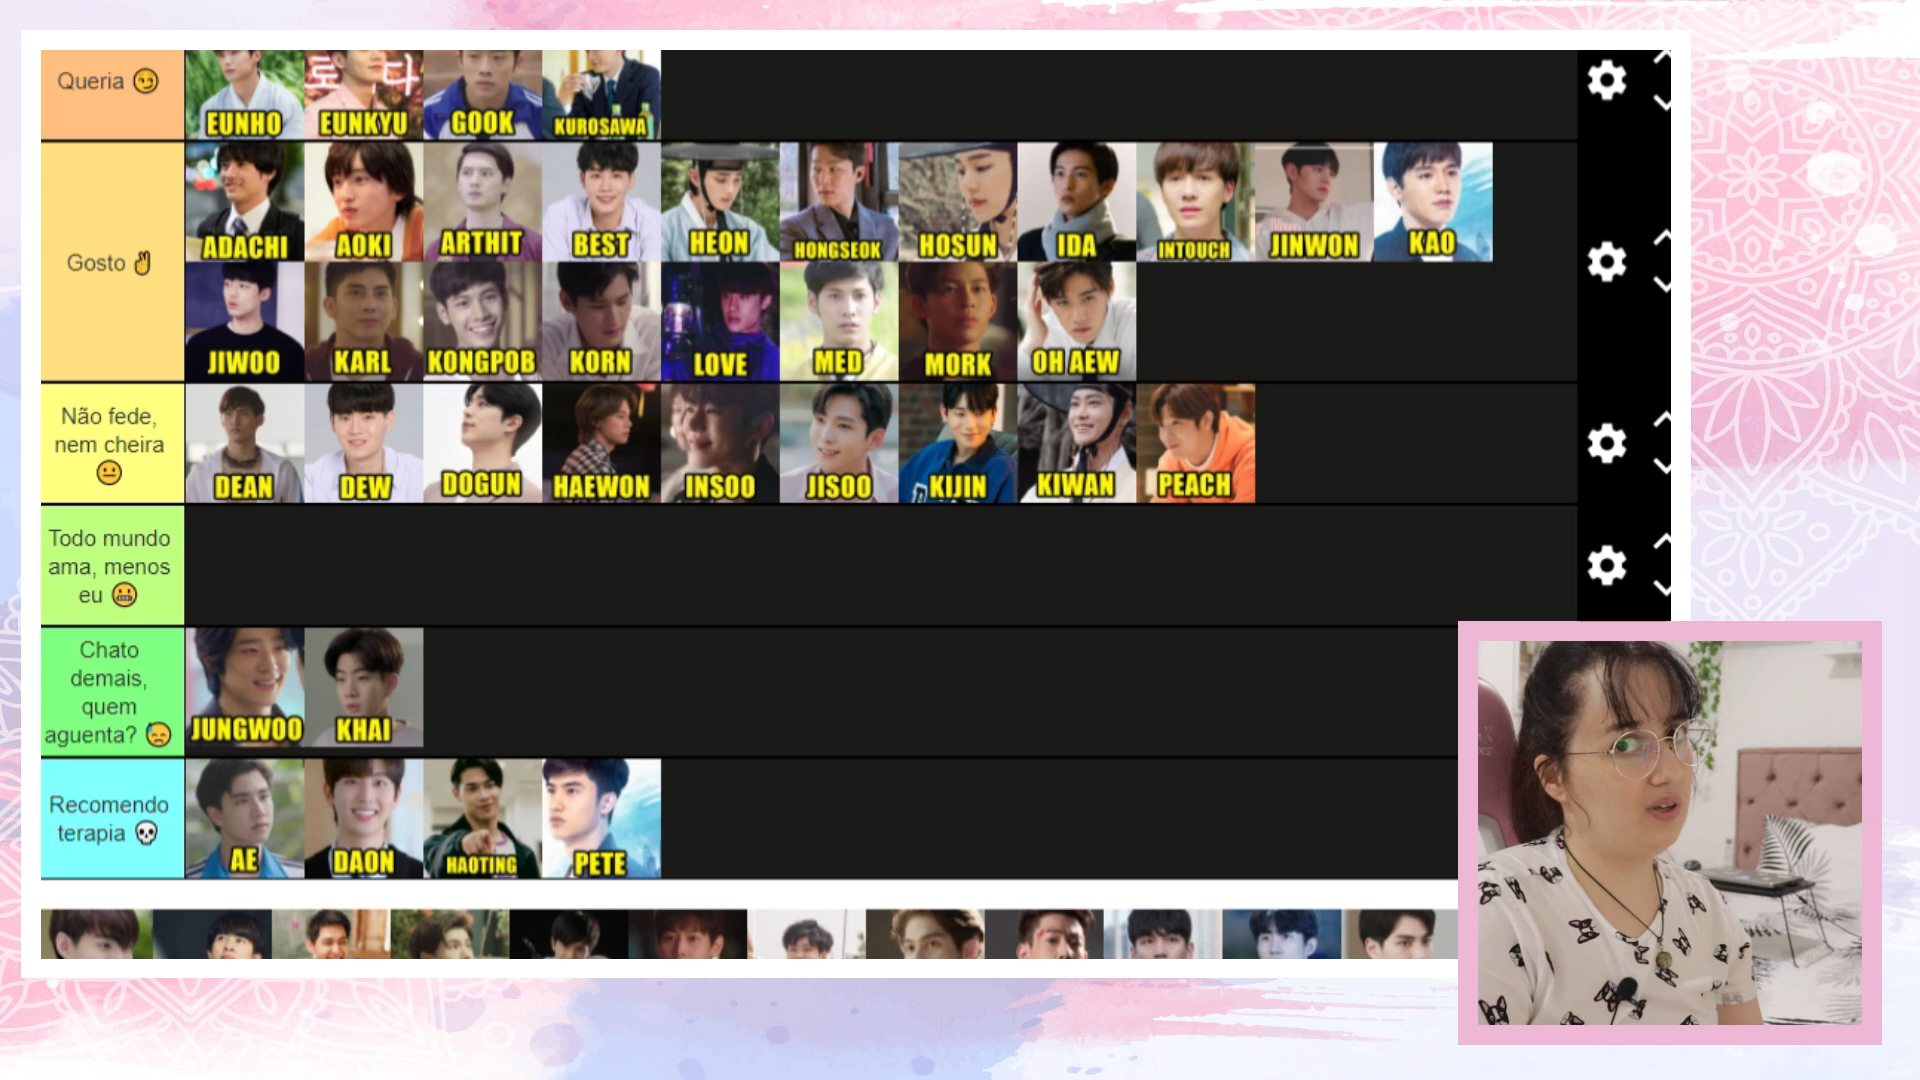 Queria 😏
토 다
EUNHO EUNKYU GOOK KUROSAWA
Gosto ✌
ADACHI AOKI ARTHIT BEST HEON HONGSEOK HOSUN IDA INTOUCH JINWON KAO
JIWOO KARL KONGPOB KORN LOVE MED MORK OH AEW
Não fede,
nem cheira
😐
DEAN DEW DOGUN HAEWON INSOO JISOO KIJIN KIWAN PEACH
Todo mundo
ama, menos
eu 😬
Chato
demais,
quem
aguenta? 😓
JUNGWOO KHAI
Recomendo
terapia 💀
AE DAON HAOTING PETE